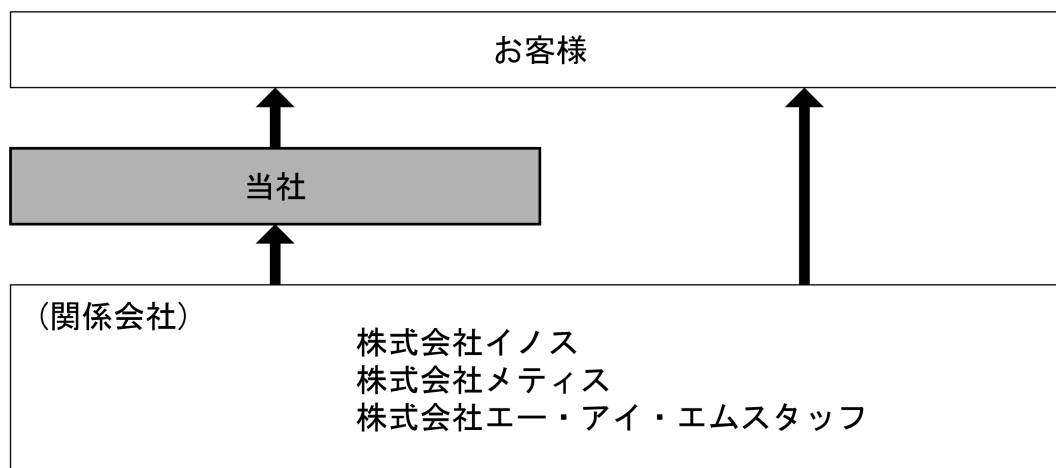 お客様
当社
(関係会社)
株式会社イノス
株式会社メティス
株式会社エー・アイ・エムスタッフ